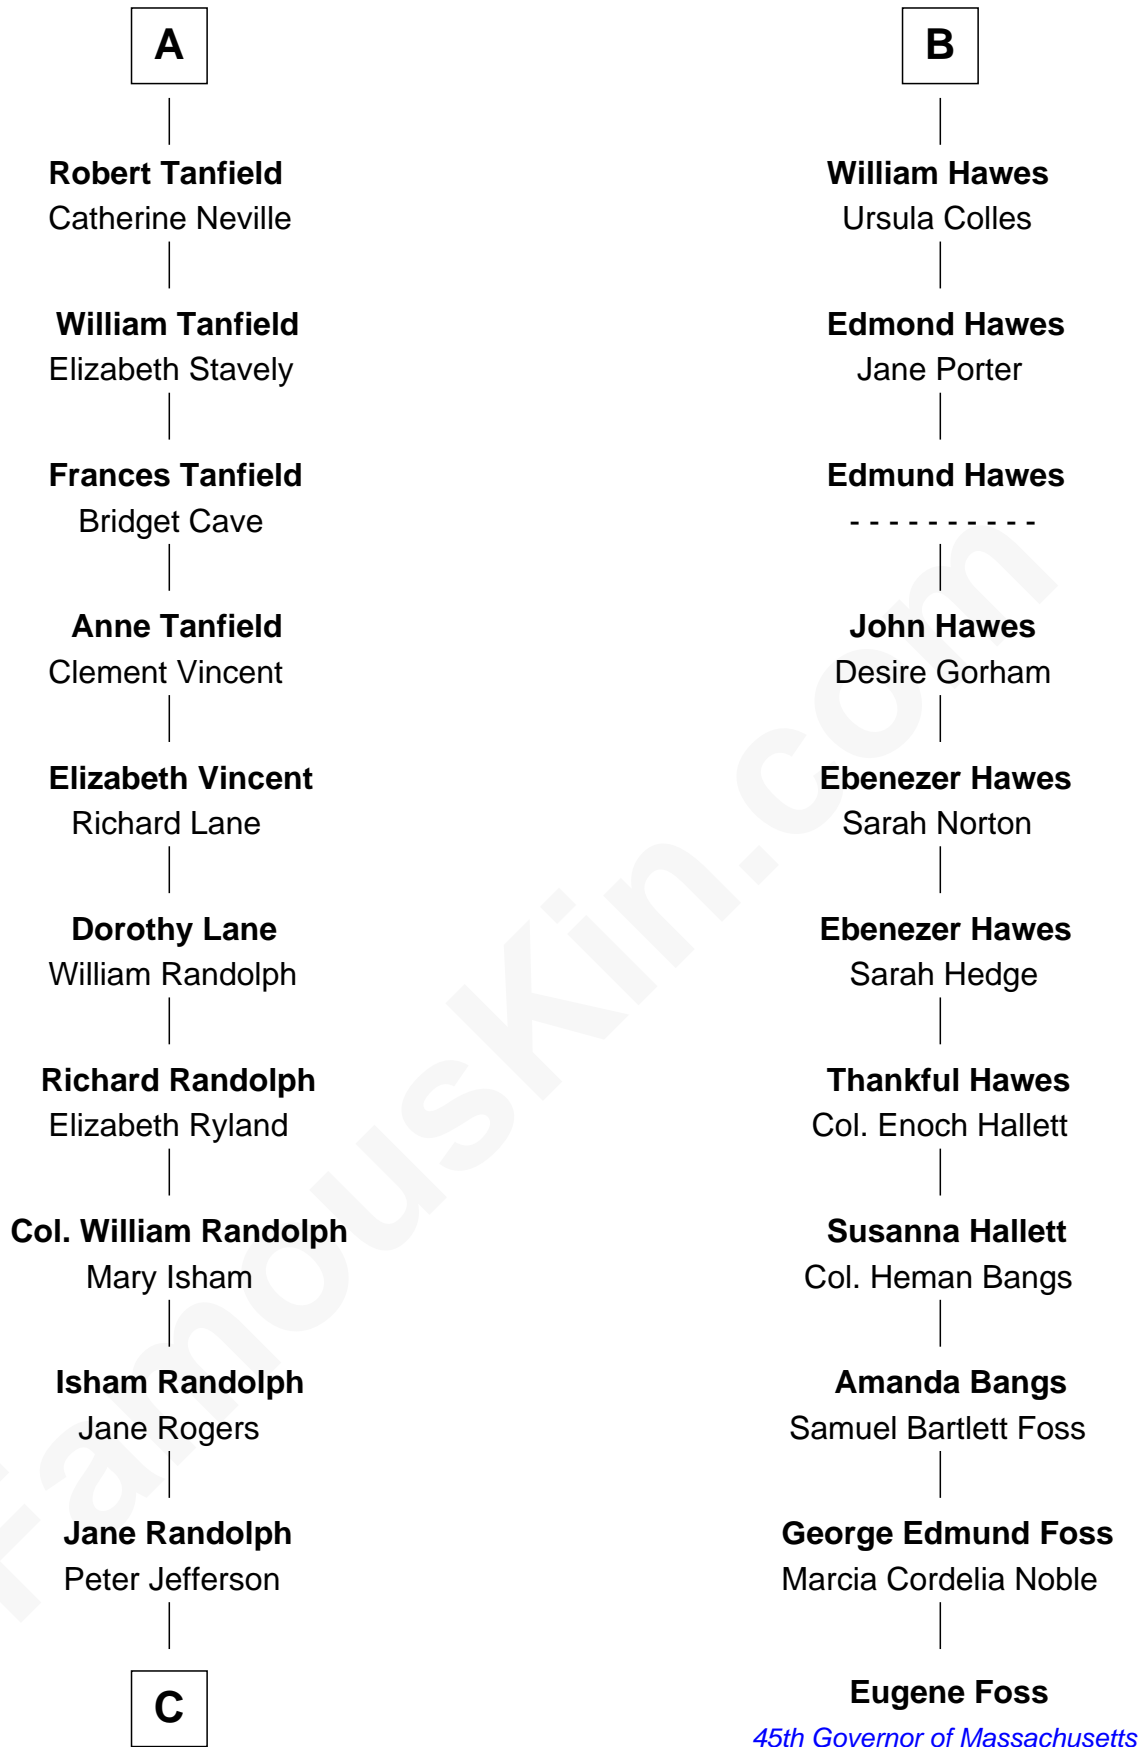 A
Robert Tanfield
Catherine Neville
William Tanfield
Elizabeth Stavely
Frances Tanfield
Bridget Cave
Anne Tanfield
Clement Vincent
Elizabeth Vincent
Richard Lane
Dorothy Lane
William Randolph
Richard Randolph
Elizabeth Ryland
Col. William Randolph
Mary Isham
Isham Randolph
Jane Rogers
Jane Randolph
Peter Jefferson
C
B
William Hawes
Ursula Colles
Edmond Hawes
Jane Porter
Edmund Hawes
- - - - - - - - - -
John Hawes
Desire Gorham
Ebenezer Hawes
Sarah Norton
Ebenezer Hawes
Sarah Hedge
Thankful Hawes
Col. Enoch Hallett
Susanna Hallett
Col. Heman Bangs
Amanda Bangs
Samuel Bartlett Foss
George Edmund Foss
Marcia Cordelia Noble
Eugene Foss
45th Governor of Massachusetts
FamousKin.com